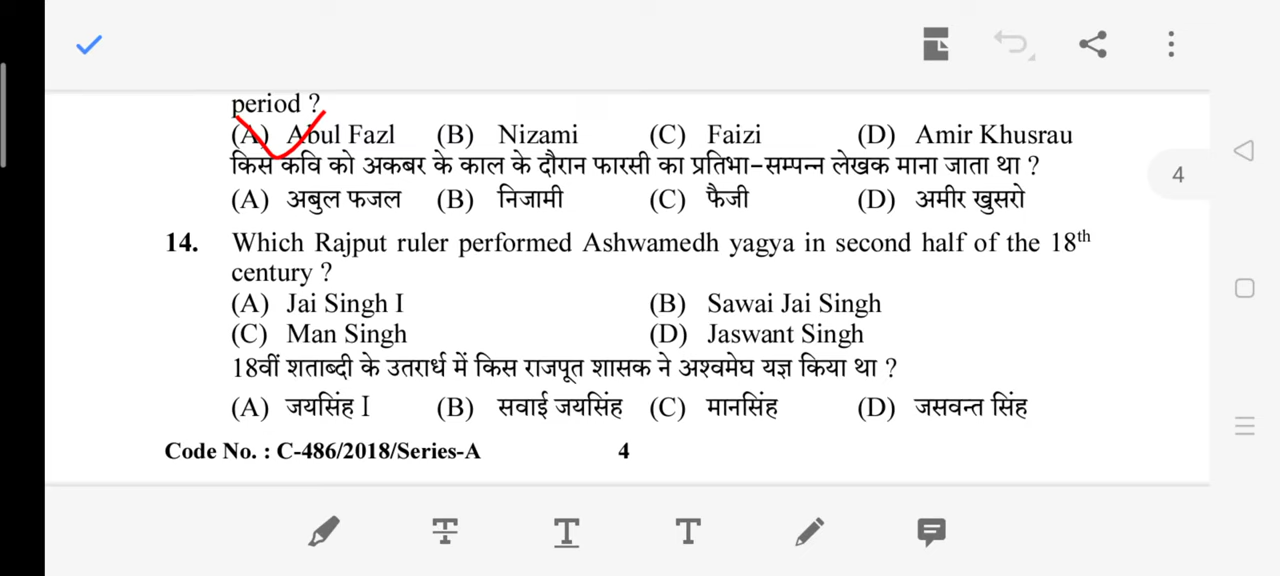 period ?
(A) Abul Fazl (B) Nizami (C) Faizi (D) Amir Khusrau
किस कवि को अकबर के काल के दौरान फारसी का प्रतिभा-सम्पन्न लेखक माना जाता था ?
(A) अबुल फजल (B) निजामी (C) फैजी (D) अमीर खुसरो
4
14. Which Rajput ruler performed Ashwamedh yagya in second half of the 18th
century ?
(A) Jai Singh I (B) Sawai Jai Singh
(C) Man Singh (D) Jaswant Singh
18वीं शताब्दी के उतरार्ध में किस राजपूत शासक ने अश्वमेघ यज्ञ किया था ?
(A) जयसिंह I (B) सवाई जयसिंह (C) मानसिंह (D) जसवन्त सिंह
Code No. : C-486/2018/Series-A 4
T T T